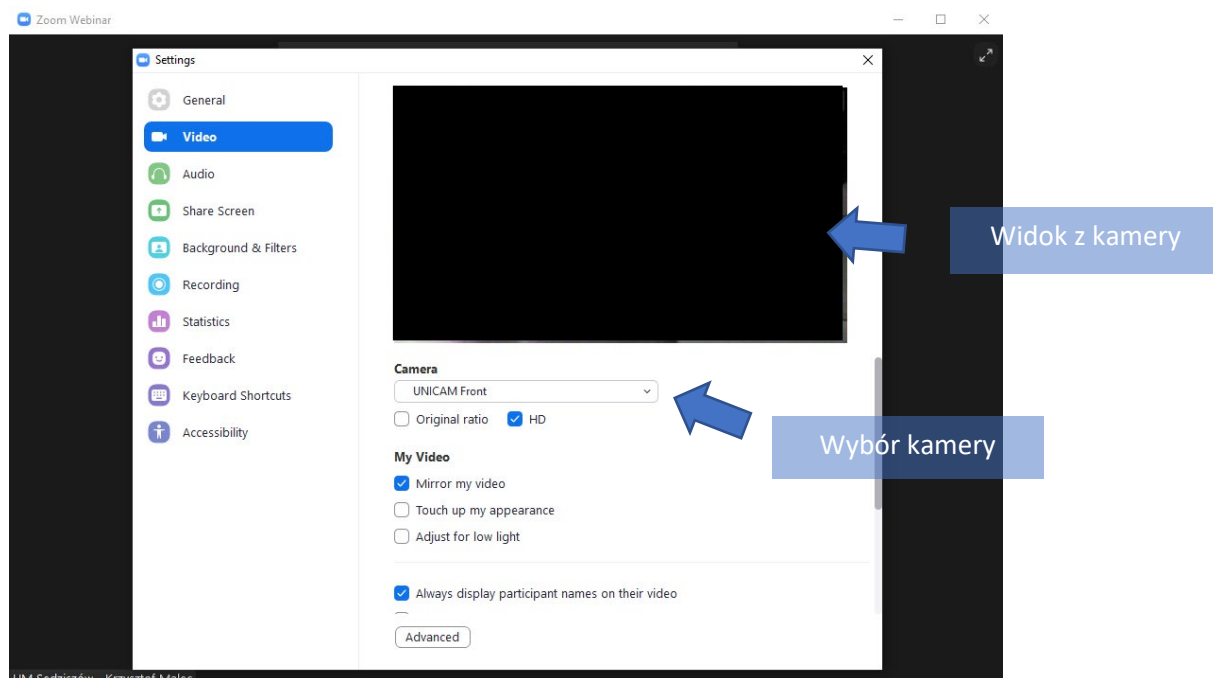 Zoom Webinar
Settings
General
Video
Audio
Share Screen
Background & Filters
Recording
Statistics
Feedback
Keyboard Shortcuts
Accessibility
Widok z kamery
Camera
UNICAM Front
Original ratio HD
Wybór kamery
My Video
Mirror my video
Touch up my appearance
Adjust for low light
Always display participant names on their video
Advanced